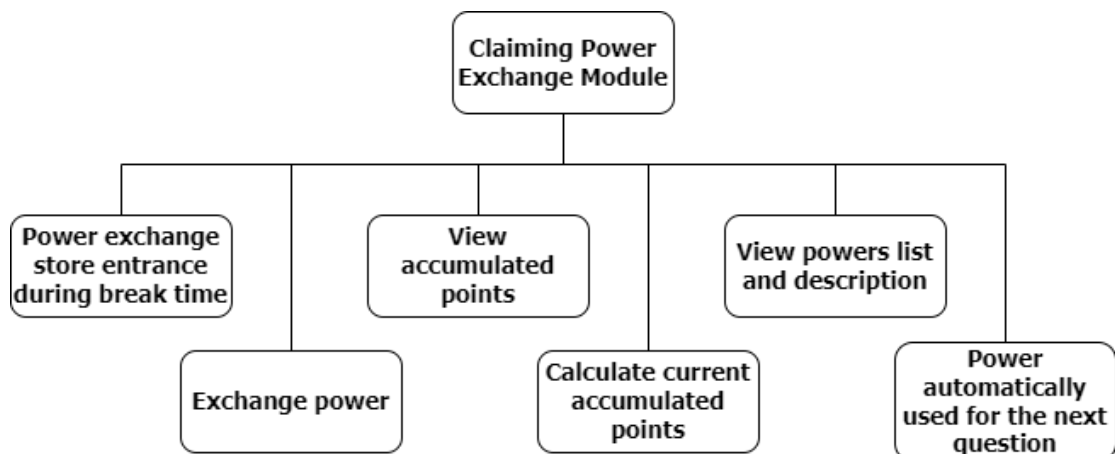 Claiming Power
Exchange Module
Power exchange
store entrance
during break time
View
accumulated
points
View powers list
and description
Exchange power
Calculate current
accumulated
points
Power
automatically
used for the next
question